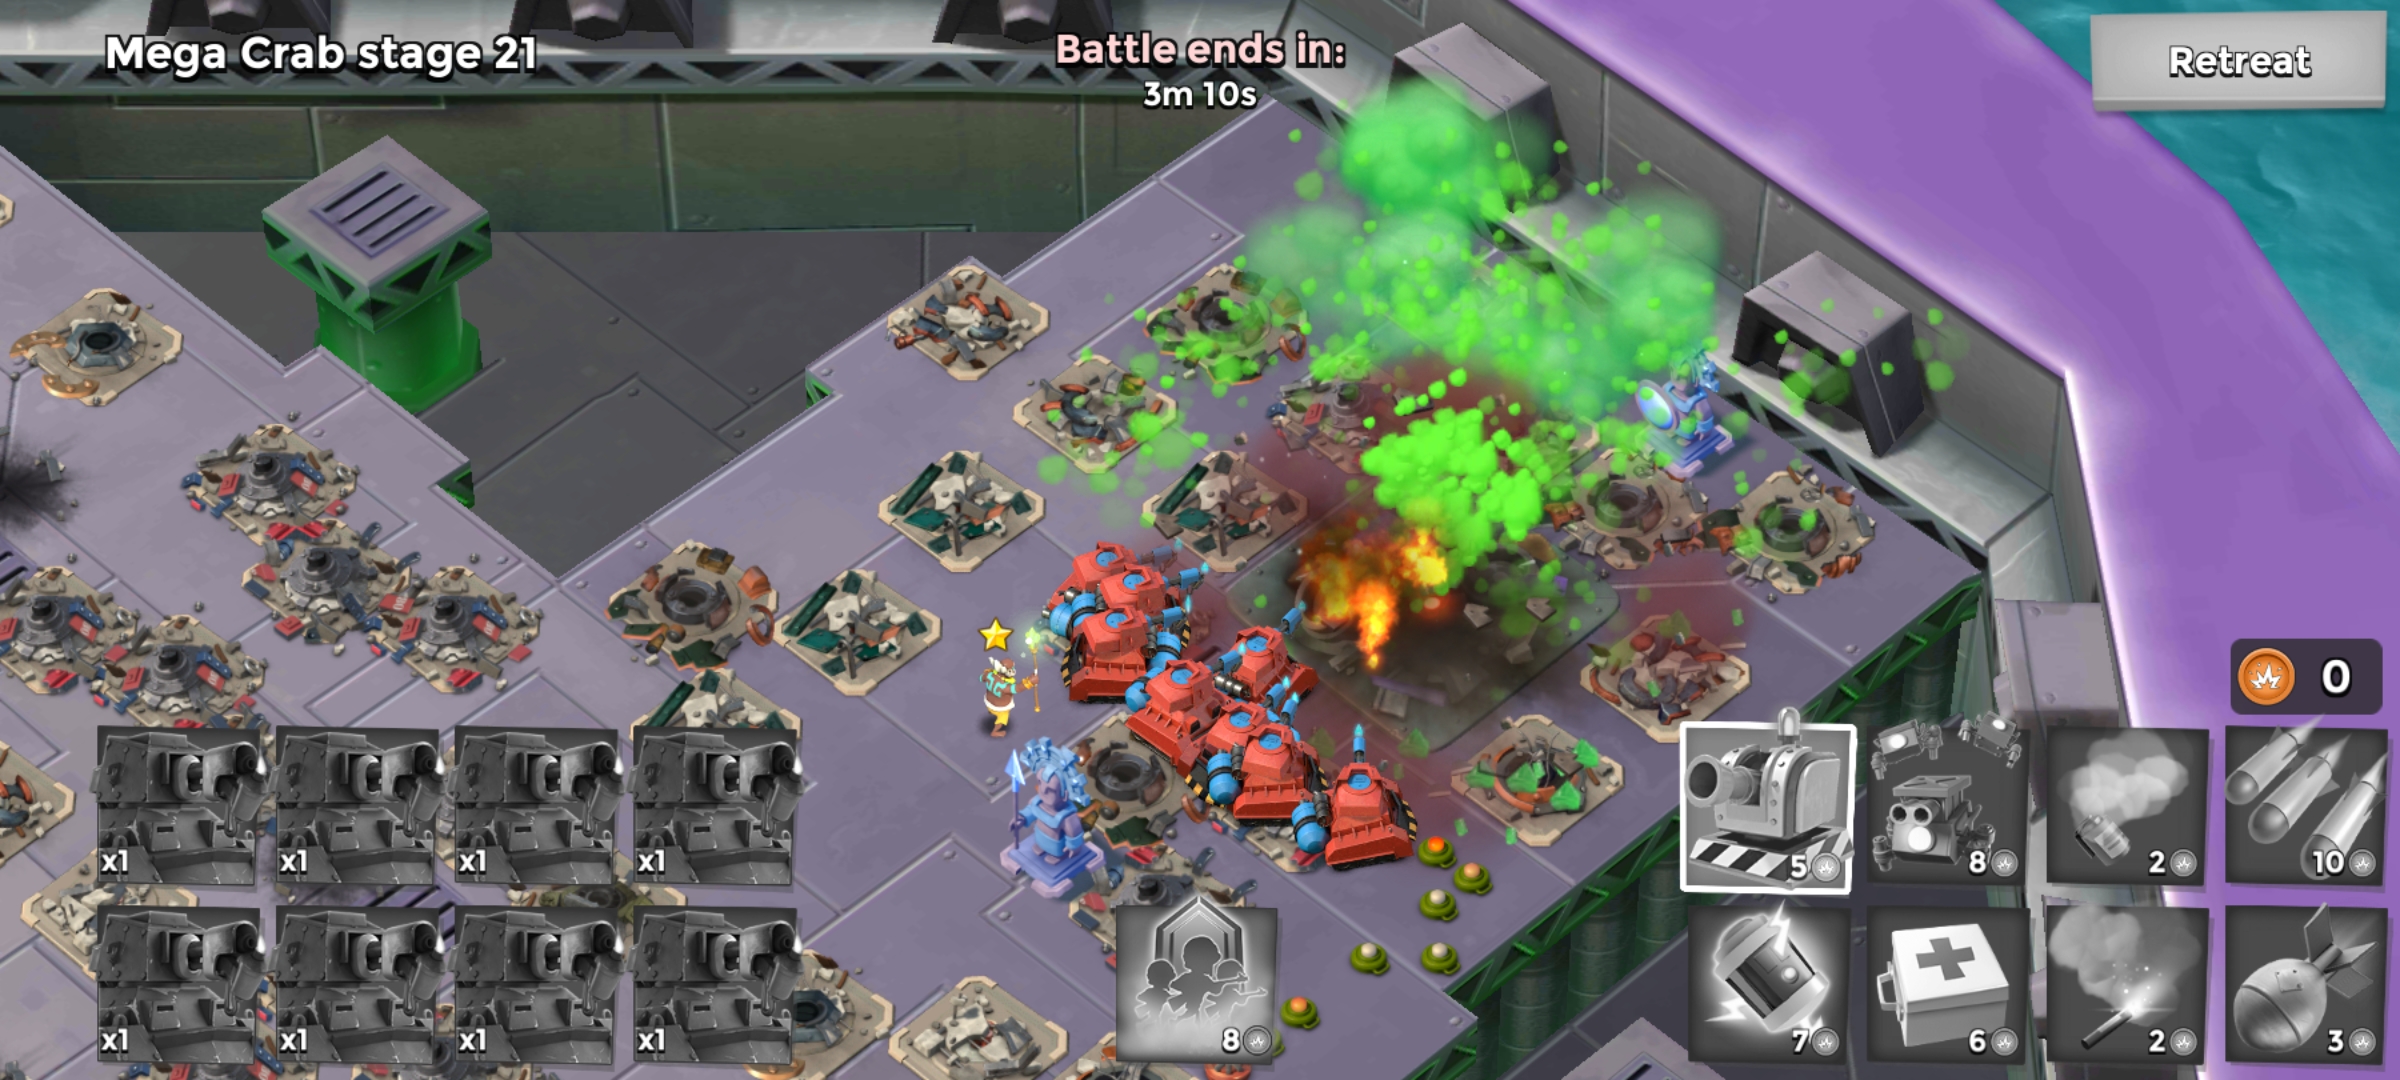 Mega Crab stage 21
Battle ends in:
3m 10s
Retreat
0
x1
x1
x1
x1
5
8
2
10
x1
x1
x1
x1
8
7
6
2
3